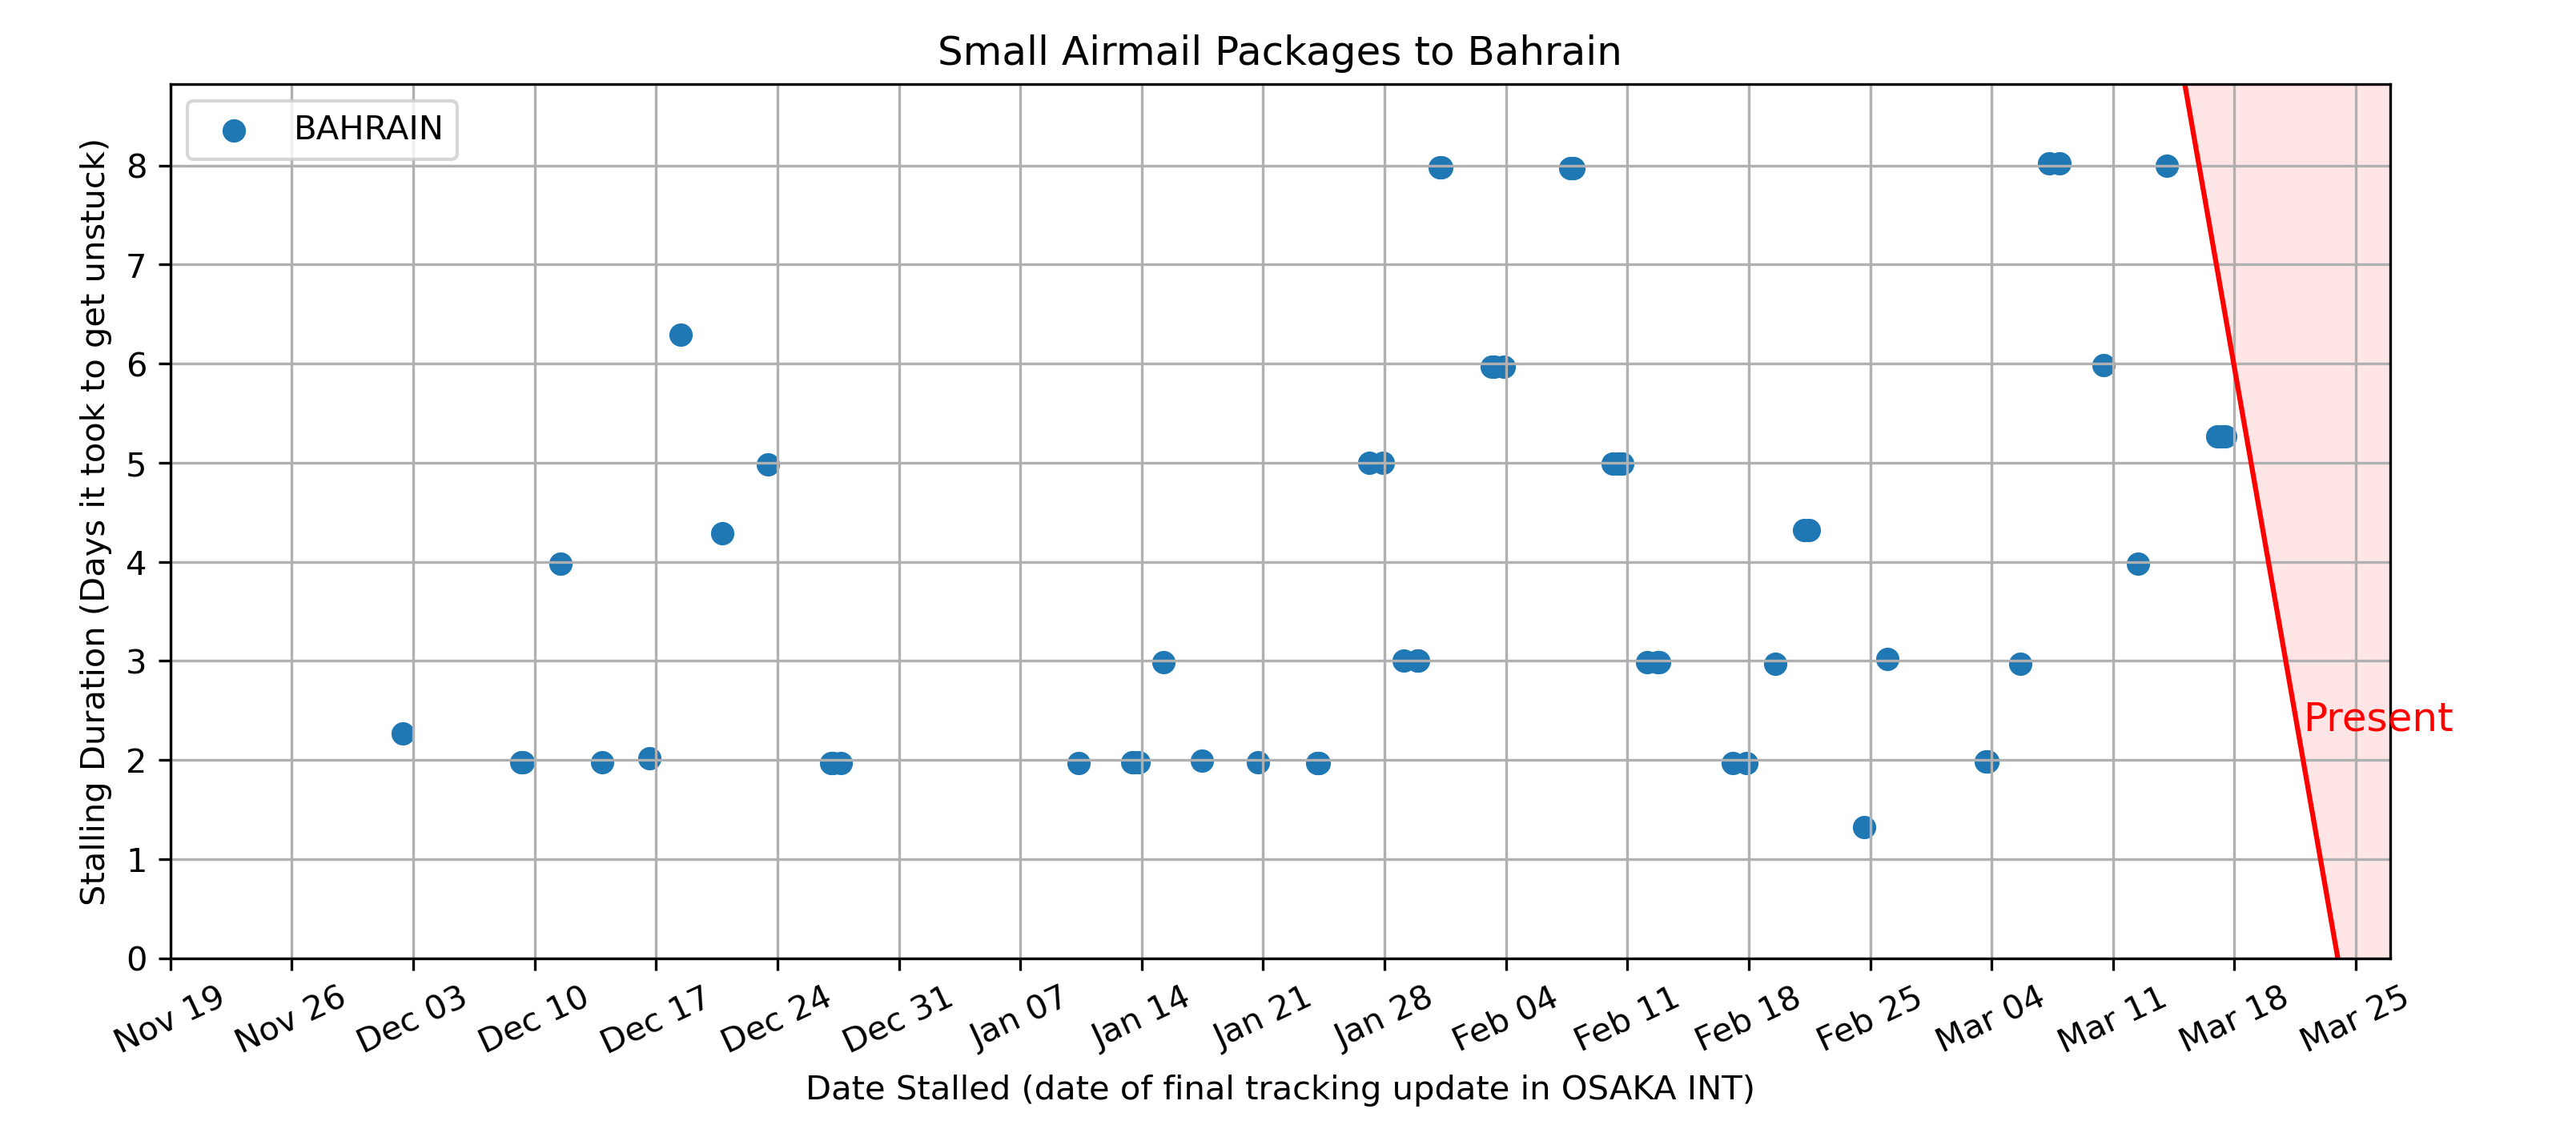 Small Airmail Packages to Bahrain
BAHRAIN
Stalling Duration (Days it took to get unstuck)
8
7
6
5
4
3
2
1
0
Present
Nov 19
Nov 26
Dec 03
Dec 10
Dec 17
Dec 24
Dec 31
Jan 07
Jan 14
Jan 21
Jan 28
Feb 04
Feb 11
Feb 18
Feb 25
Mar 04
Mar 11
Mar 18
Mar 25
Date Stalled (date of final tracking update in OSAKA INT)